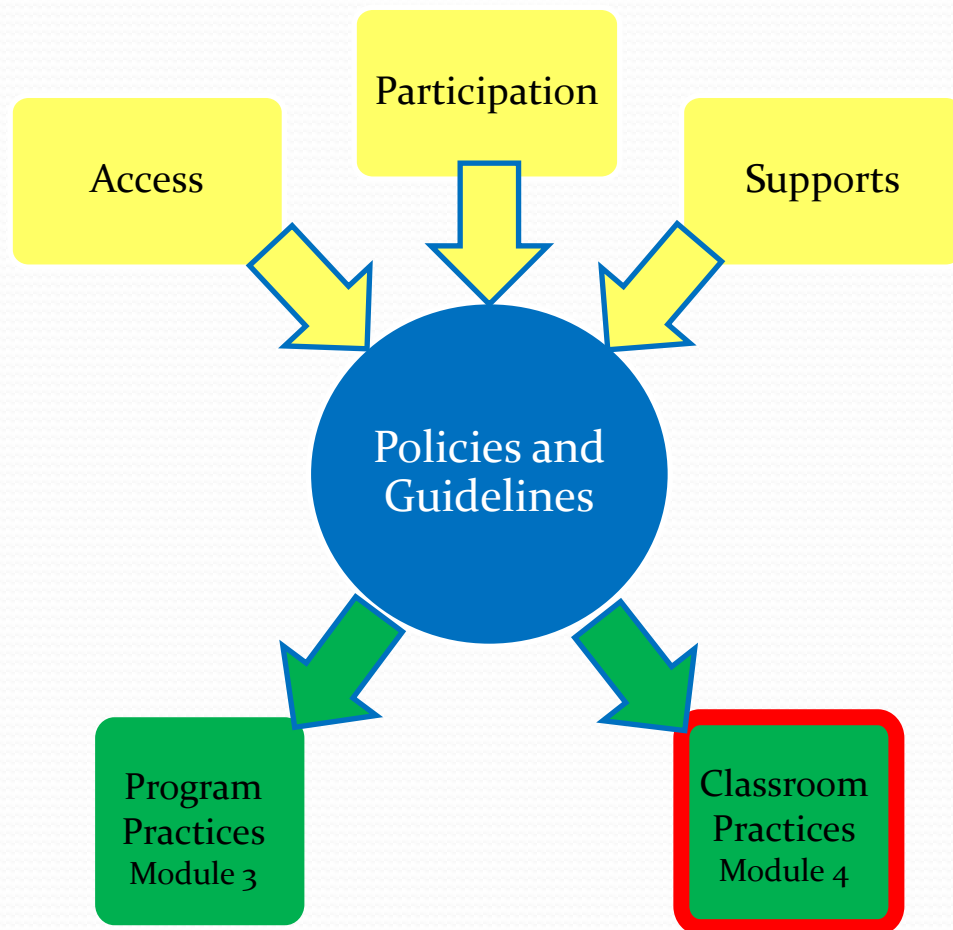 Participation
Access
Supports
Policies and
Guidelines
Program
Practices
Module 3
Classroom
Practices
Module 4